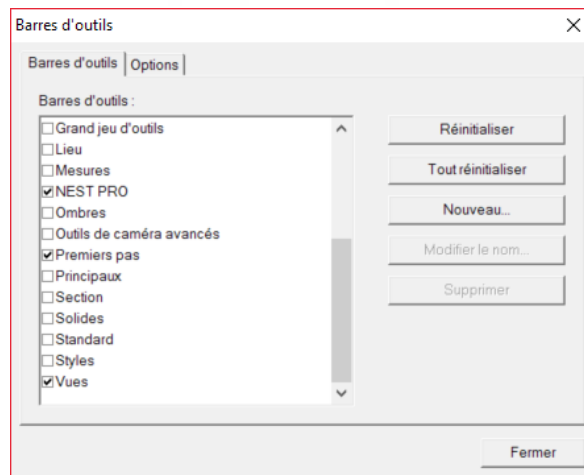 Barres d'outils
Barres d'outils
Options
Barres d'outils :
Grand jeu d'outils
Lieu
Mesures
NEST PRO
Ombres
Outils de caméra avancés
Premiers pas
Principaux
Section
Solides
Standard
Styles
Vues
Réinitialiser
Tout réinitialiser
Nouveau...
Modifier le nom...
Supprimer
Fermer